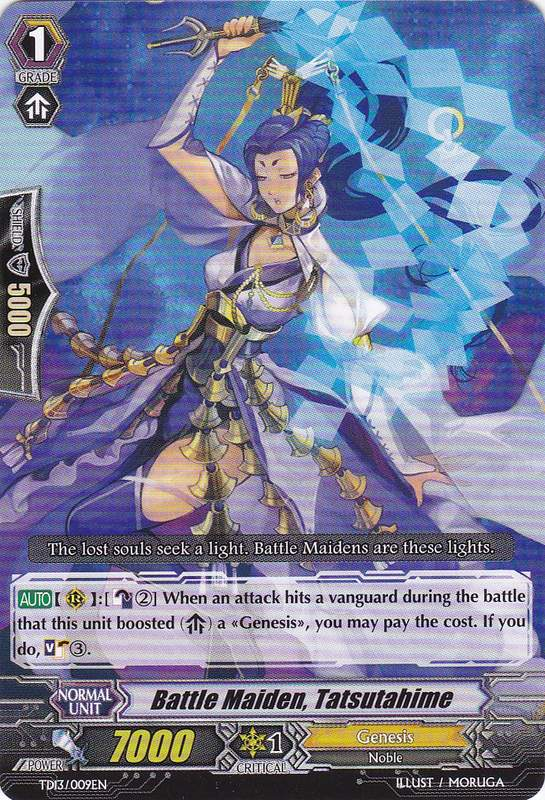 1
GRADE
SHIELD
5000
The lost souls seek a light. Battle Maidens are these lights.
AUTO【 R 】:[ ②] When an attack hits a vanguard during the battle
that this unit boosted ( ) a «Genesis», you may pay the cost. If you
do, V ③.
NORMAL
UNIT
Battle Maiden, Tatsutahime
POWER
7000
1
CRITICAL
Genesis
Noble
TD13/009EN
ILLUST / MORUGA